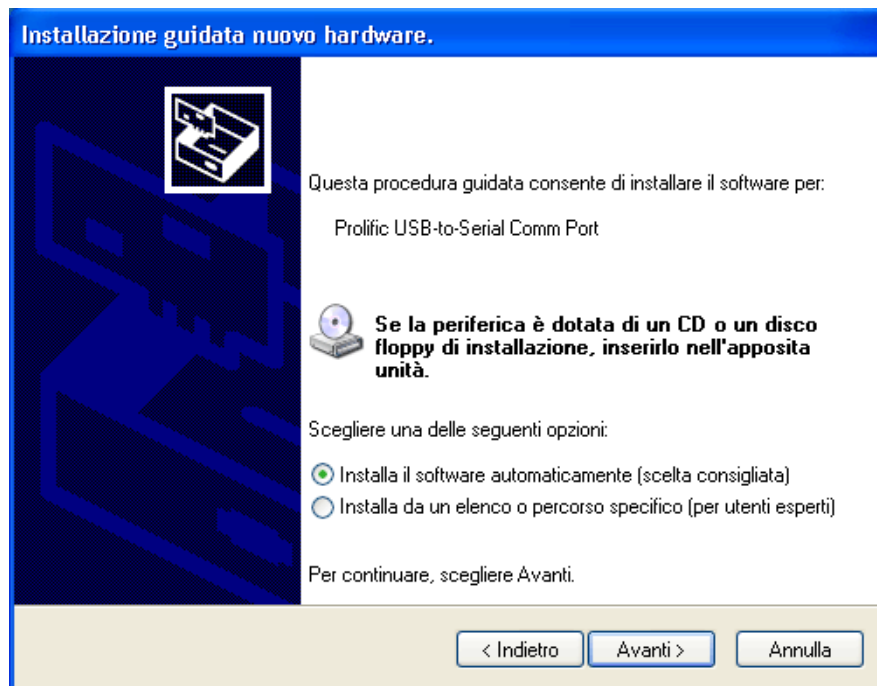 Installazione guidata nuovo hardware.
Questa procedura guidata consente di installare il software per:
Prolific USB-to-Serial Comm Port
Se la periferica è dotata di un CD o un disco
floppy di installazione, inserirlo nell'apposita
unità.
Scegliere una delle seguenti opzioni:
Installa il software automaticamente (scelta consigliata)
Installa da un elenco o percorso specifico (per utenti esperti)
Per continuare, scegliere Avanti.
< Indietro Avanti > Annulla